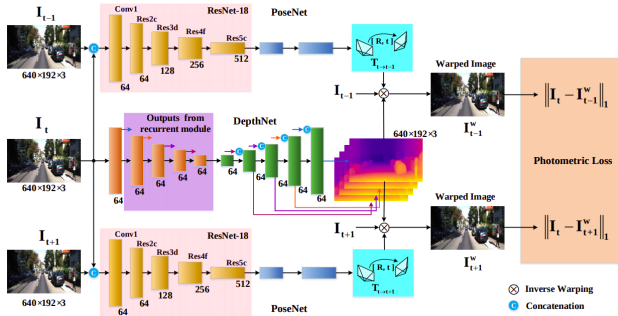 I_{t-1}
640×192×3
C
Conv1
Res2c
Res3d
Res4f
Res5c
ResNet-18
64
64
128
256
512
PoseNet
[ R, t ]
T_{t→t-1}
I_{t-1}
Warped Image
I^w_{t-1}
‖I_t − I^w_{t-1}‖_1
I_t
640×192×3
Outputs from
recurrent module
64
64
64
64
64
DepthNet
C
C
C
C
64
64
64
64
64
640×192×3
Photometric Loss
I_{t+1}
640×192×3
C
Conv1
Res2c
Res3d
Res4f
Res5c
ResNet-18
64
64
128
256
512
PoseNet
[ R, t ]
T_{t→t+1}
I_{t+1}
Warped Image
I^w_{t+1}
‖I_t − I^w_{t+1}‖_1
Inverse Warping
C Concatenation